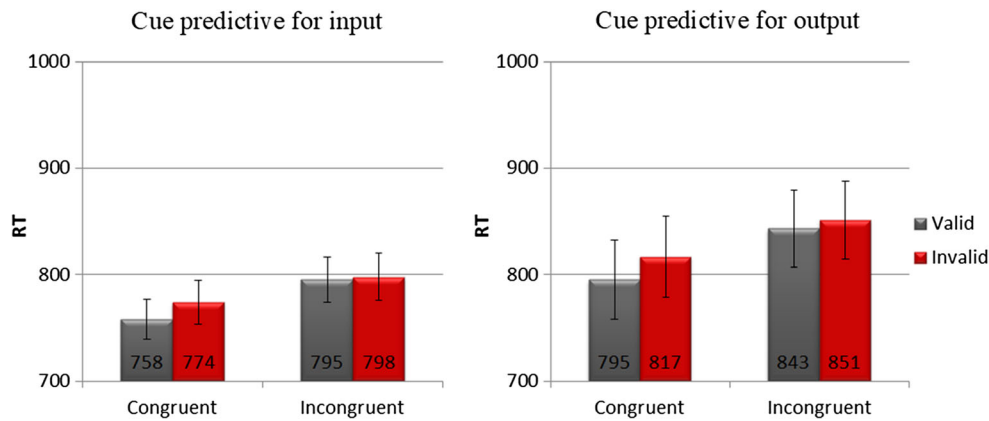 Cue predictive for input
1000
900
800
700
RT
758 774 795 798
Congruent Incongruent
Cue predictive for output
1000
900
800
700
RT
795 817 843 851
Congruent Incongruent
Valid
Invalid